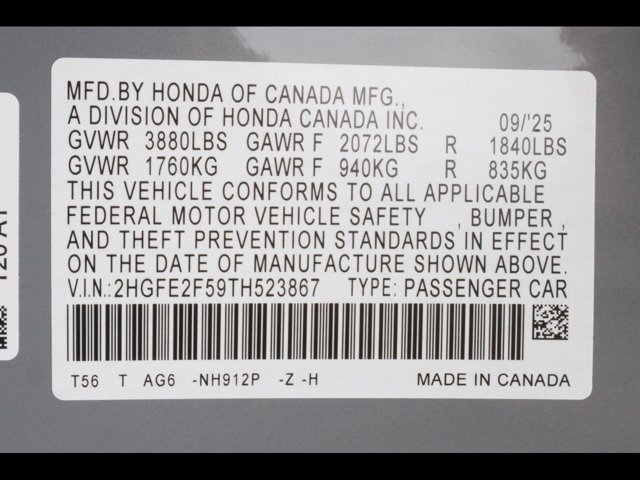 MFD.BY HONDA OF CANADA MFG.,
A DIVISION OF HONDA CANADA INC. 09/'25
GVWR 3880LBS GAWR F 2072LBS R 1840LBS
GVWR 1760KG GAWR F 940KG R 835KG
THIS VEHICLE CONFORMS TO ALL APPLICABLE
FEDERAL MOTOR VEHICLE SAFETY , BUMPER ,
AND THEFT PREVENTION STANDARDS IN EFFECT
ON THE DATE OF MANUFACTURE SHOWN ABOVE.
V.I.N.:2HGFE2F59TH523867 TYPE: PASSENGER CAR
T56 T AG6 -NH912P -Z -H MADE IN CANADA